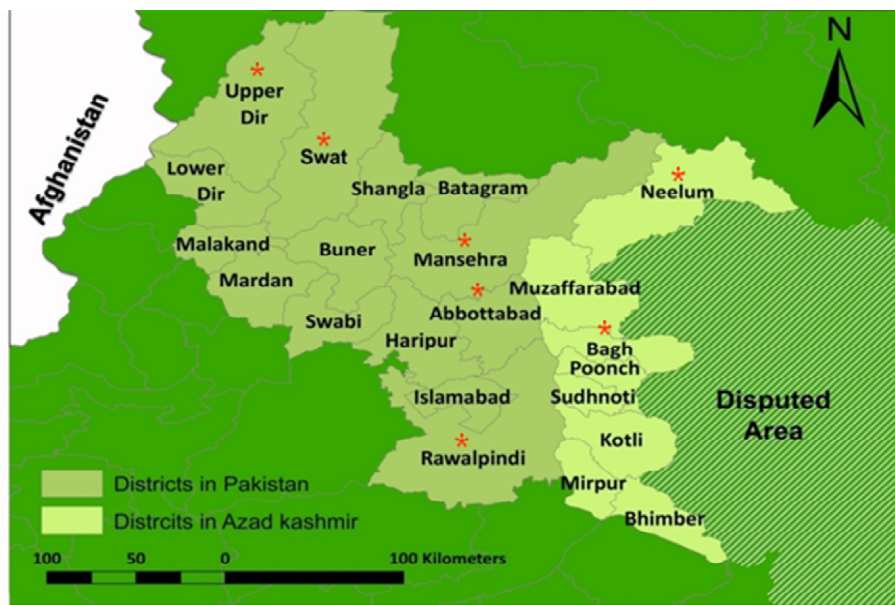 N
Afghanistan
Upper
Dir
Swat
Lower
Dir
Shangla
Batagram
Neelum
Malakand
Buner
Mansehra
Mardan
Muzaffarabad
Swabi
Abbottabad
Haripur
Bagh
Poonch
Islamabad
Sudhnoti
Disputed
Area
Kotli
Rawalpindi
Mirpur
Bhimber
Districts in Pakistan
Distrcits in Azad kashmir
100 50 0 100 Kilometers